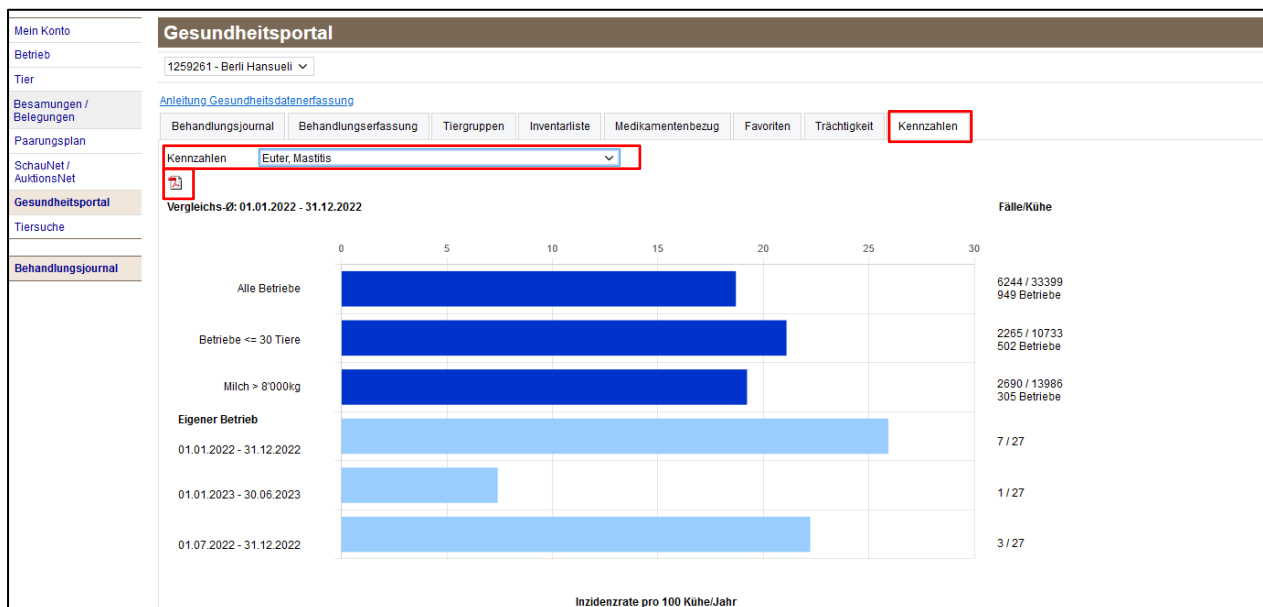 Mein Konto
Betrieb
Tier
Besamungen /
Belegungen
Paarungsplan
SchauNet /
AuktionsNet
Gesundheitsportal
Tiersuche
Behandlungsjournal
Gesundheitsportal
1259261 - Berli Hansueli
Anleitung Gesundheitsdatenerfassung
Behandlungsjournal Behandlungserfassung Tiergruppen Inventarliste Medikamentenbezug Favoriten Trächtigkeit Kennzahlen
Kennzahlen Euter, Mastitis
Vergleichs-Ø: 01.01.2022 - 31.12.2022 Fälle/Kühe
0 5 10 15 20 25 30
Alle Betriebe 6244 / 33399
949 Betriebe
Betriebe <= 30 Tiere 2265 / 10733
502 Betriebe
Milch > 8'000kg 2690 / 13986
305 Betriebe
Eigener Betrieb
01.01.2022 - 31.12.2022 7 / 27
01.01.2023 - 30.06.2023 1 / 27
01.07.2022 - 31.12.2022 3 / 27
Inzidenzrate pro 100 Kühe/Jahr